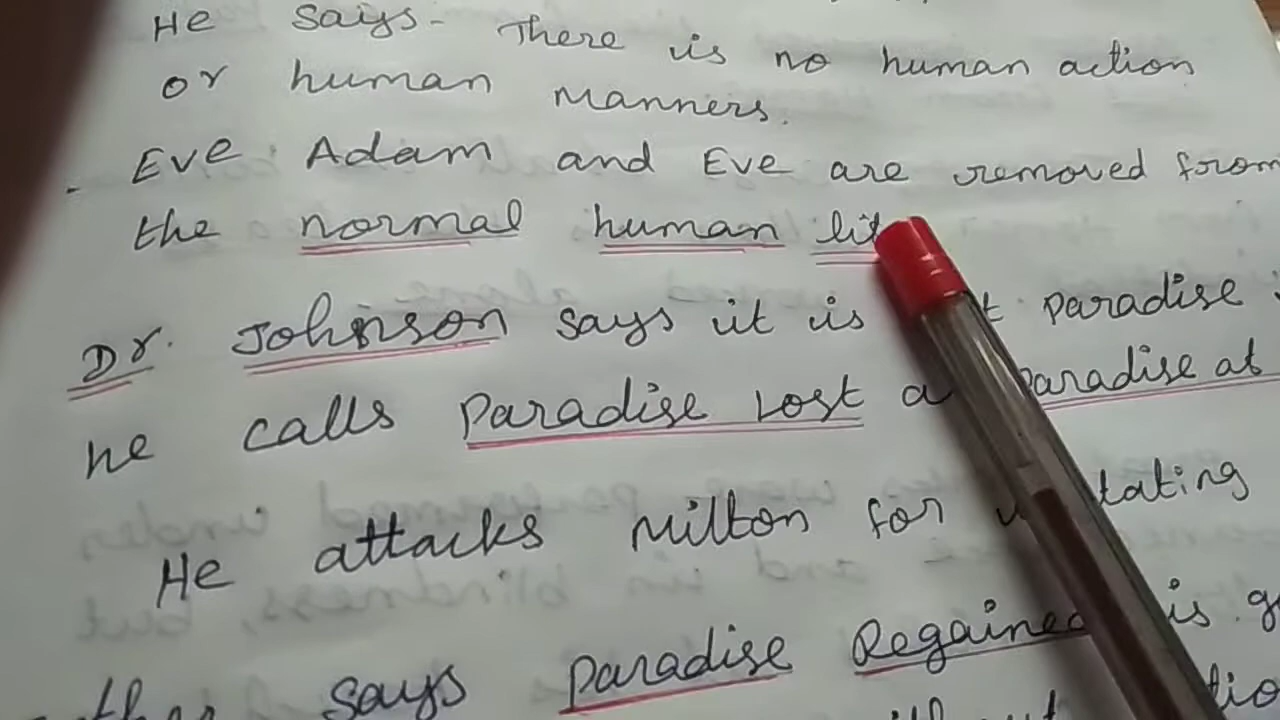 He says- There is no human action
or human manners.
- Eve Adam and Eve are removed from
the normal human
Dr. Johnson says it is Paradise
he calls Paradise Lost a Paradise at
He attacks Milton for
says Paradise Regained is